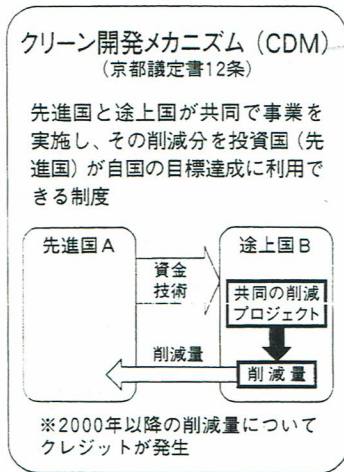 クリーン開発メカニズム(CDM)
(京都議定書12条)
先進国と途上国が共同で事業を
実施し、その削減分を投資国(先
進国)が自国の目標達成に利用で
きる制度
先進国A
途上国B
資金
技術
共同の削減
プロジェクト
削減量
削減量
※2000年以降の削減量について
クレジットが発生